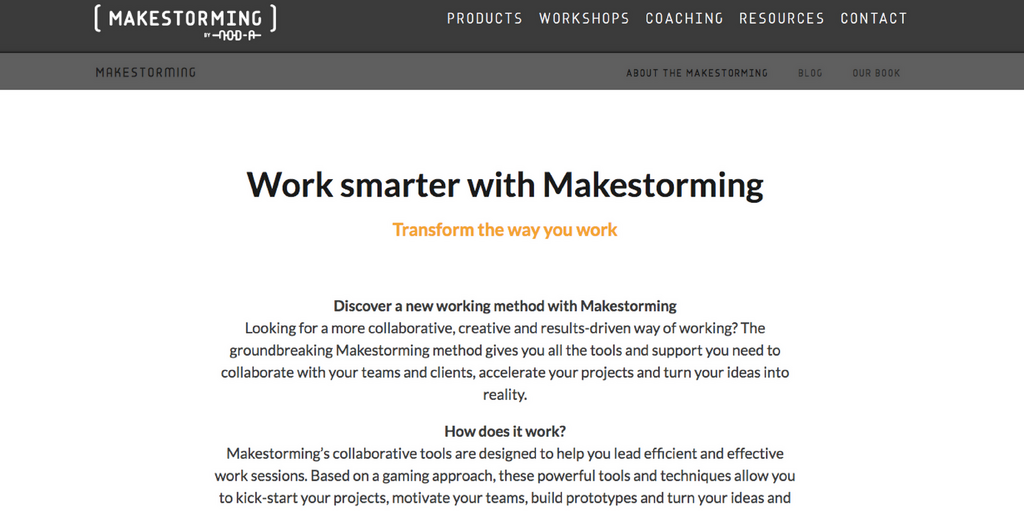 [ MAKESTORMING ]
BY NOD-A
PRODUCTS WORKSHOPS COACHING RESOURCES CONTACT
MAKESTORMING
ABOUT THE MAKESTORMING BLOG OUR BOOK
Work smarter with Makestorming
Transform the way you work
Discover a new working method with Makestorming
Looking for a more collaborative, creative and results-driven way of working? The
groundbreaking Makestorming method gives you all the tools and support you need to
collaborate with your teams and clients, accelerate your projects and turn your ideas into
reality.
How does it work?
Makestorming's collaborative tools are designed to help you lead efficient and effective
work sessions. Based on a gaming approach, these powerful tools and techniques allow you
to kick-start your projects, motivate your teams, build prototypes and turn your ideas and